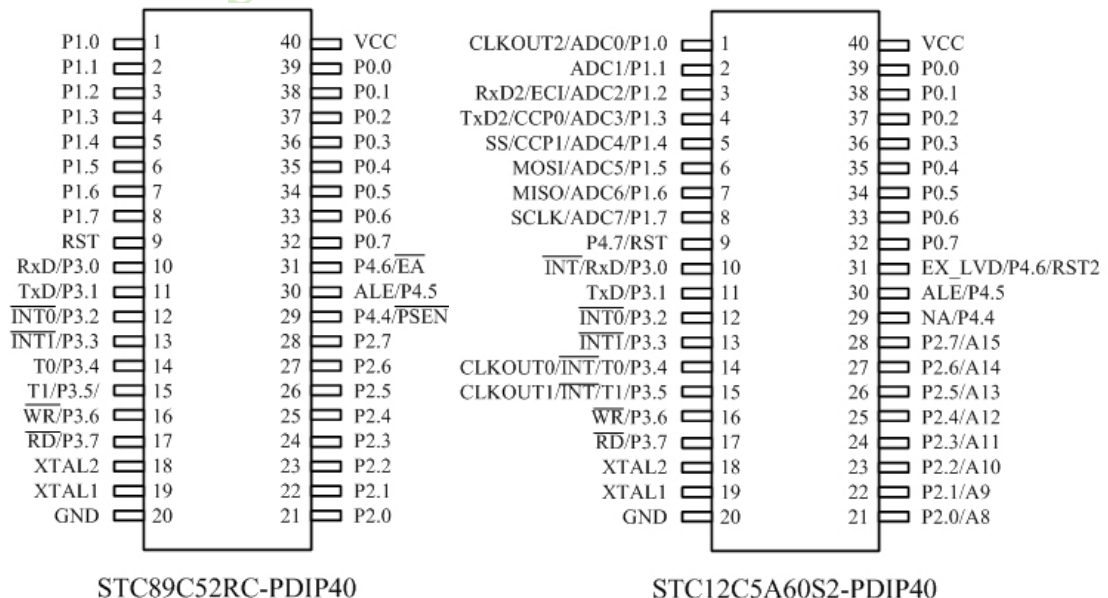 P1.0 1 40 VCC
P1.1 2 39 P0.0
P1.2 3 38 P0.1
P1.3 4 37 P0.2
P1.4 5 36 P0.3
P1.5 6 35 P0.4
P1.6 7 34 P0.5
P1.7 8 33 P0.6
RST 9 32 P0.7
RxD/P3.0 10 31 P4.6/EA
TxD/P3.1 11 30 ALE/P4.5
INT0/P3.2 12 29 P4.4/PSEN
INT1/P3.3 13 28 P2.7
T0/P3.4 14 27 P2.6
T1/P3.5/ 15 26 P2.5
WR/P3.6 16 25 P2.4
RD/P3.7 17 24 P2.3
XTAL2 18 23 P2.2
XTAL1 19 22 P2.1
GND 20 21 P2.0
STC89C52RC-PDIP40
CLKOUT2/ADC0/P1.0 1 40 VCC
ADC1/P1.1 2 39 P0.0
RxD2/ECI/ADC2/P1.2 3 38 P0.1
TxD2/CCP0/ADC3/P1.3 4 37 P0.2
SS/CCP1/ADC4/P1.4 5 36 P0.3
MOSI/ADC5/P1.5 6 35 P0.4
MISO/ADC6/P1.6 7 34 P0.5
SCLK/ADC7/P1.7 8 33 P0.6
P4.7/RST 9 32 P0.7
INT/RxD/P3.0 10 31 EX_LVD/P4.6/RST2
TxD/P3.1 11 30 ALE/P4.5
INT0/P3.2 12 29 NA/P4.4
INT1/P3.3 13 28 P2.7/A15
CLKOUT0/INT/T0/P3.4 14 27 P2.6/A14
CLKOUT1/INT/T1/P3.5 15 26 P2.5/A13
WR/P3.6 16 25 P2.4/A12
RD/P3.7 17 24 P2.3/A11
XTAL2 18 23 P2.2/A10
XTAL1 19 22 P2.1/A9
GND 20 21 P2.0/A8
STC12C5A60S2-PDIP40